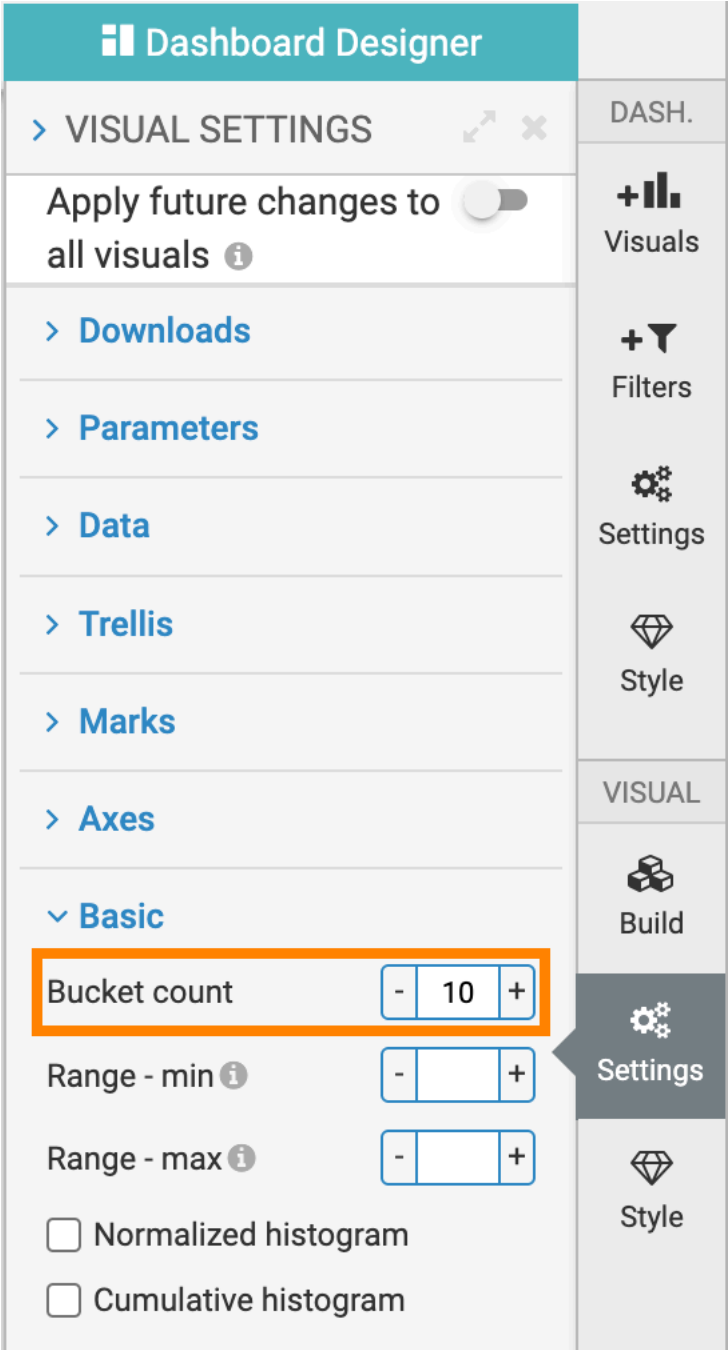 Dashboard Designer
VISUAL SETTINGS
Apply future changes to
all visuals
Downloads
Parameters
Data
Trellis
Marks
Axes
Basic
Bucket count - 10 +
Range - min - +
Range - max - +
Normalized histogram
Cumulative histogram
DASH.
Visuals
Filters
Settings
Style
VISUAL
Build
Settings
Style